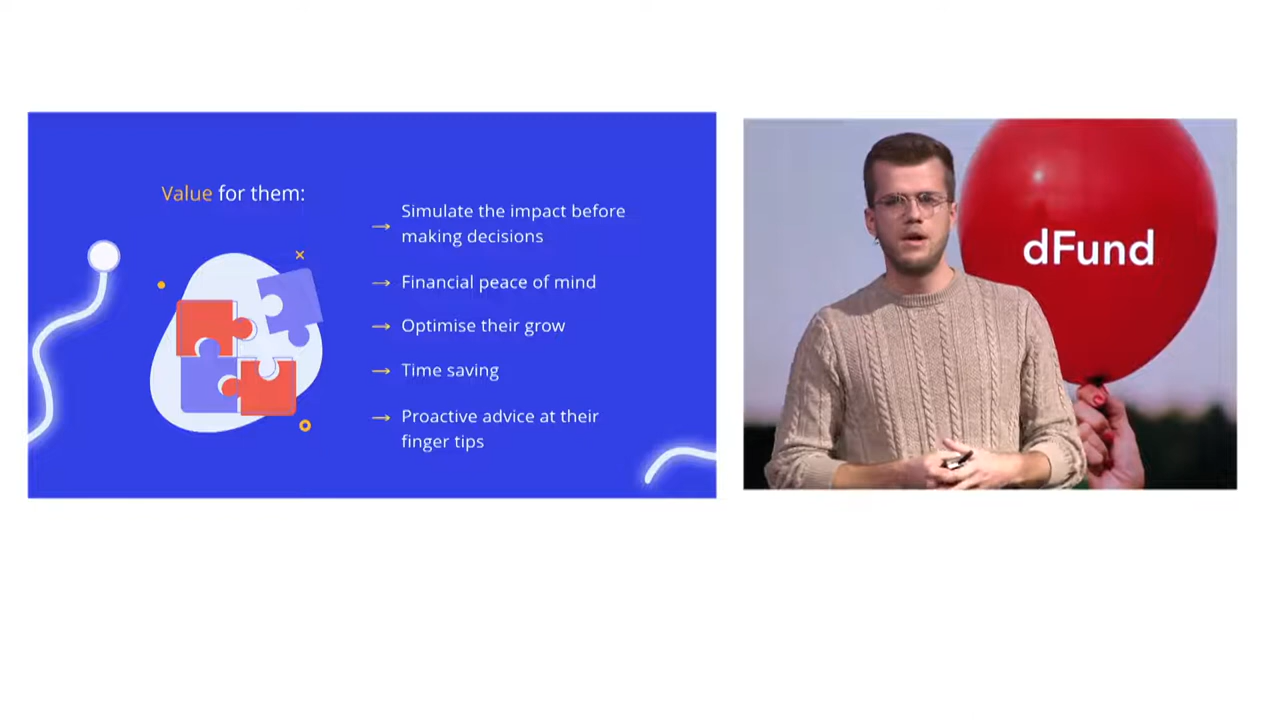 Value for them:
Simulate the impact before
making decisions
Financial peace of mind
Optimise their grow
Time saving
Proactive advice at their
finger tips
dFund